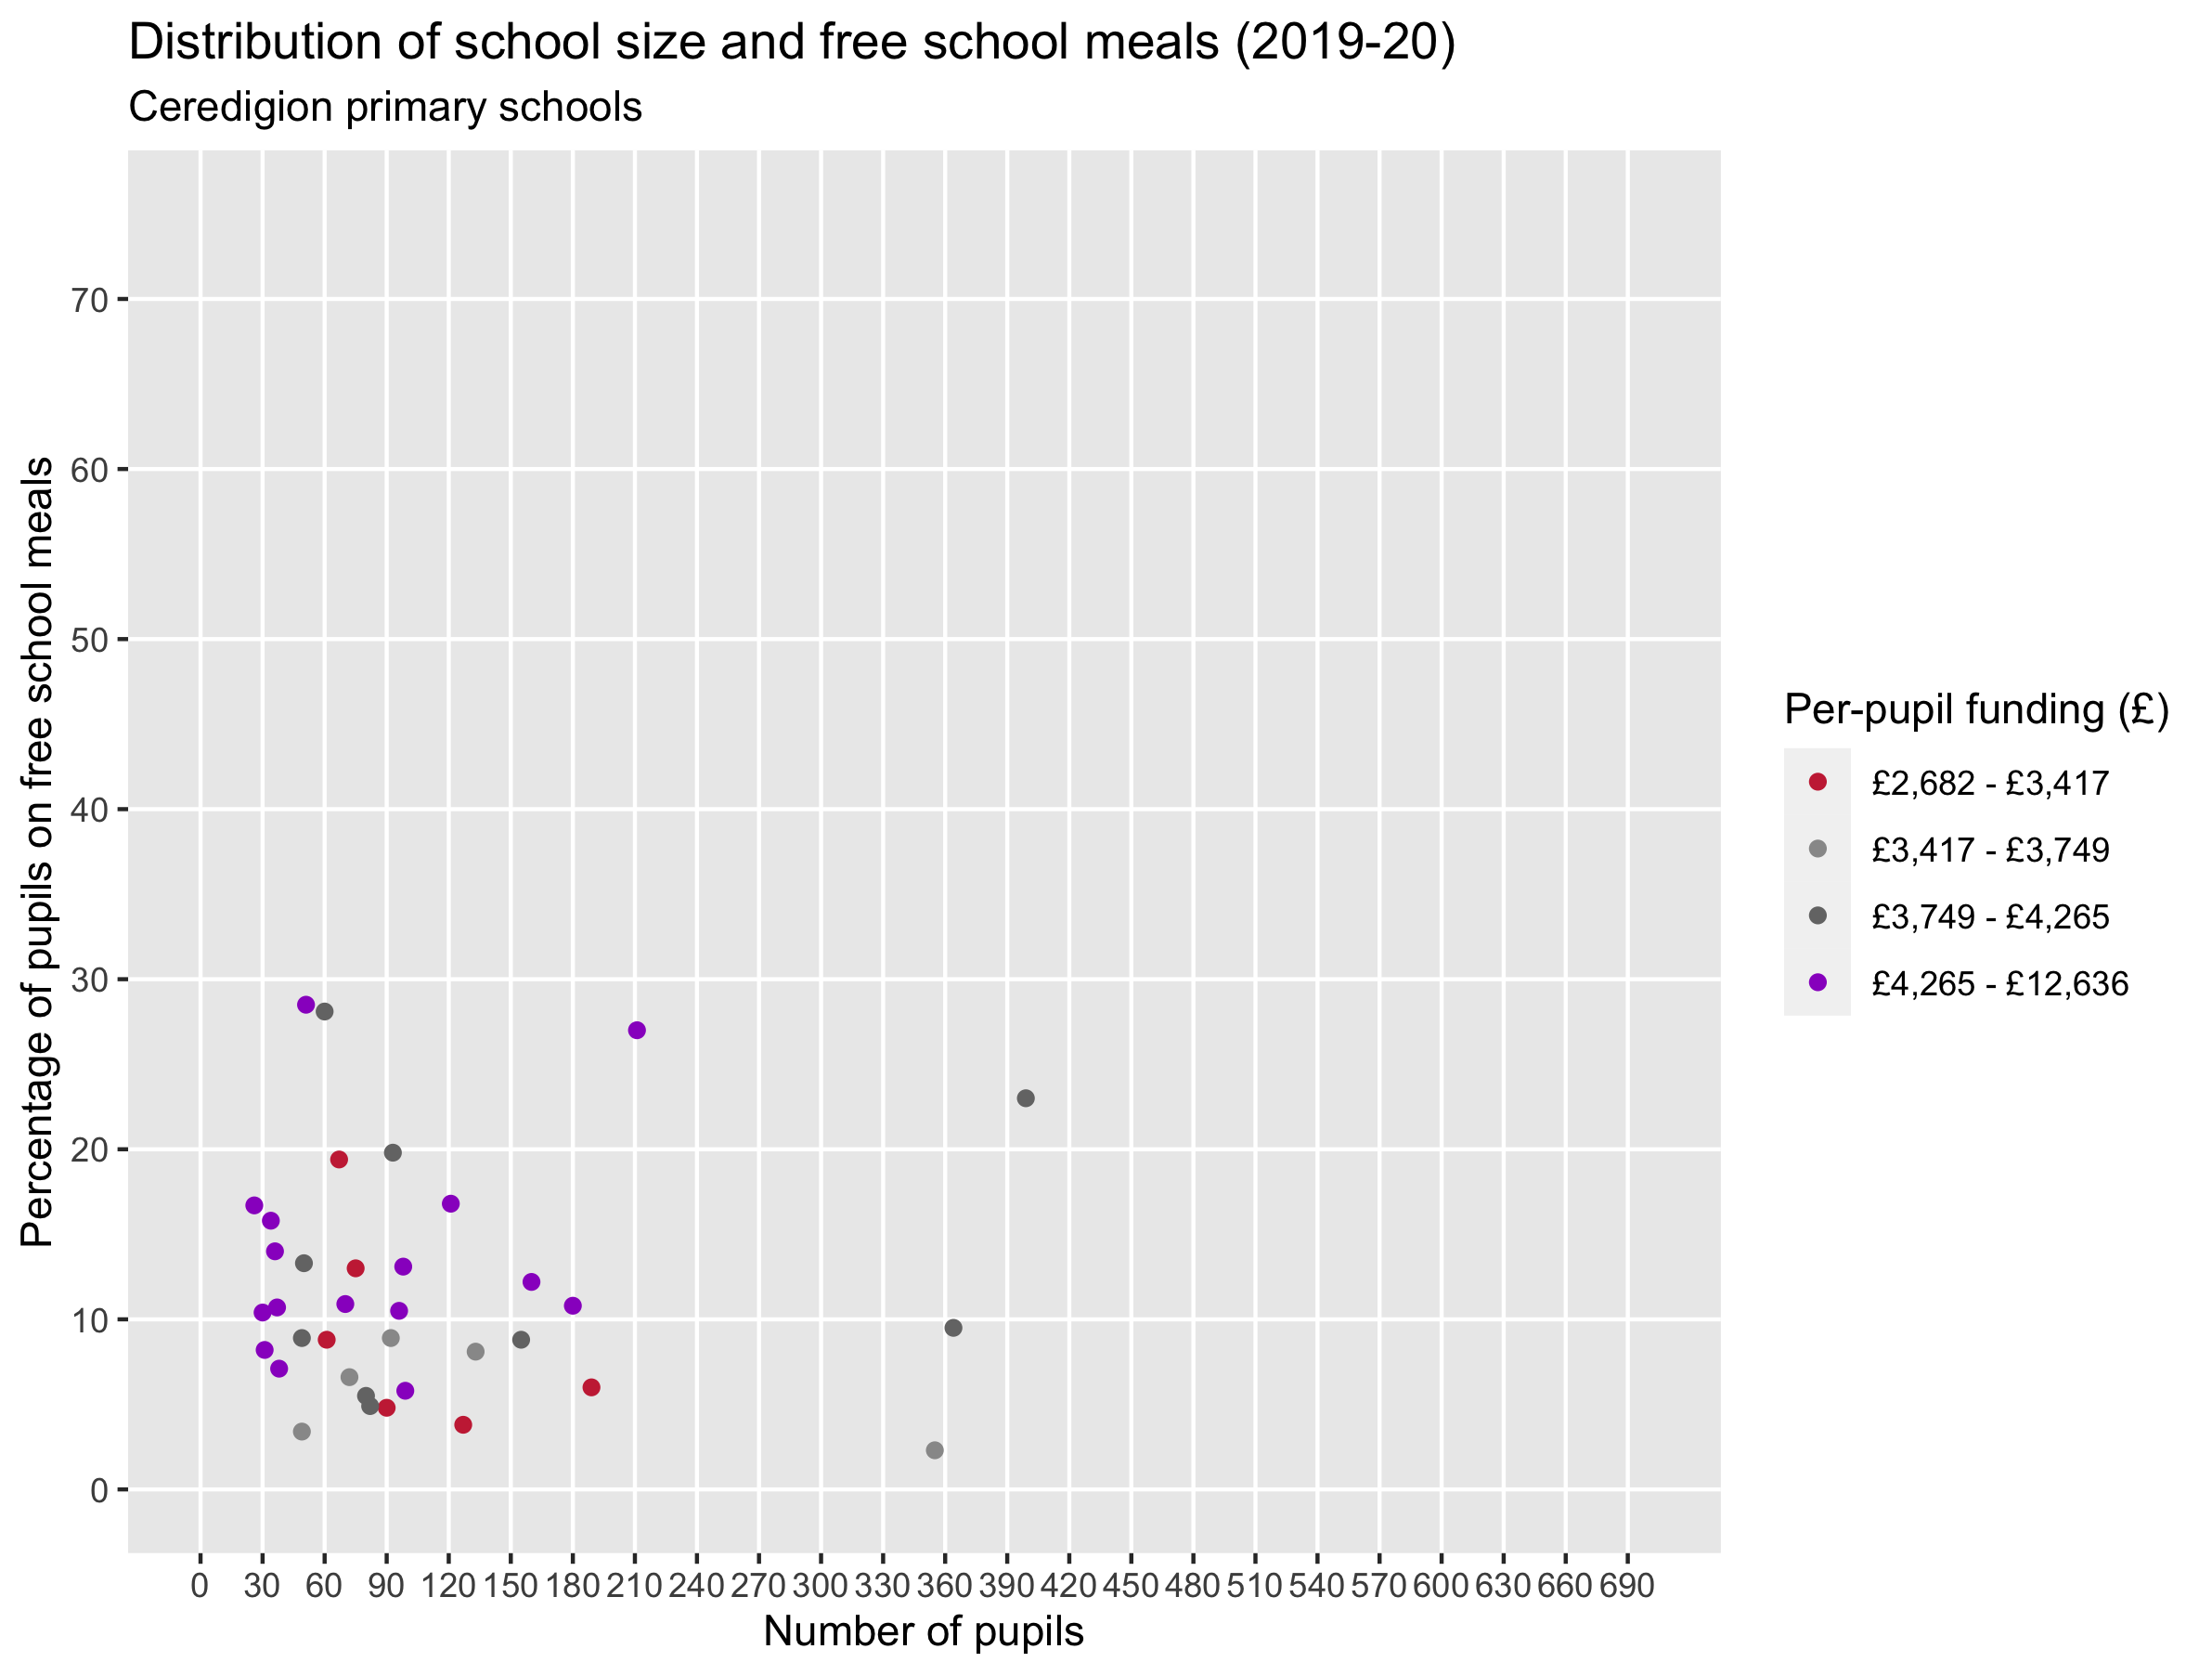 Distribution of school size and free school meals (2019-20)
Ceredigion primary schools
Percentage of pupils on free school meals
70
60
50
40
30
20
10
0
0 30 60 90 120 150 180 210 240 270 300 330 360 390 420 450 480 510 540 570 600 630 660 690
Number of pupils
Per-pupil funding (£)
£2,682 - £3,417
£3,417 - £3,749
£3,749 - £4,265
£4,265 - £12,636